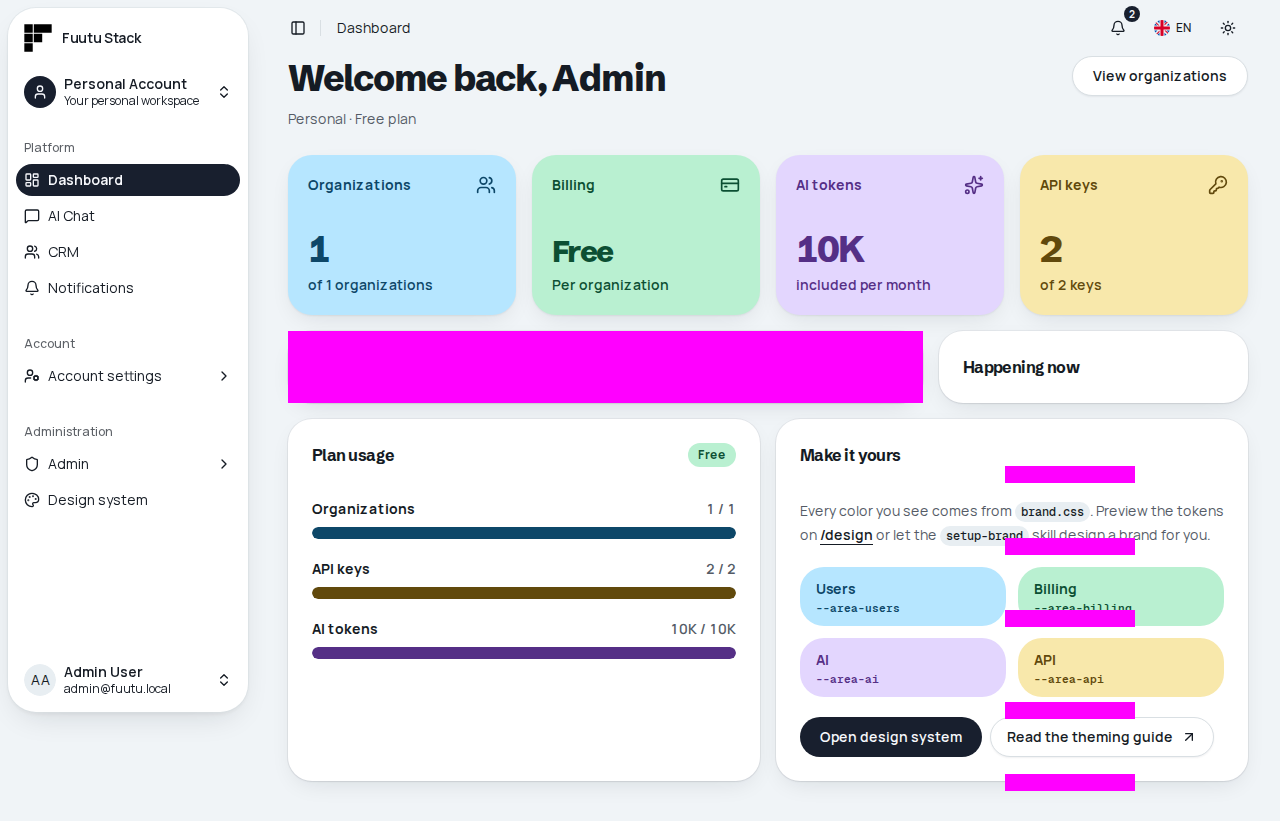 Fuutu Stack
Personal Account
Your personal workspace
Platform
Dashboard
AI Chat
CRM
Notifications
Account
Account settings
Administration
Admin
Design system
AA
Admin User
admin@fuutu.local
Dashboard
2
EN
Welcome back, Admin
View organizations
Personal · Free plan
Organizations
1
of 1 organizations
Billing
Free
Per organization
AI tokens
10K
included per month
API keys
2
of 2 keys
Happening now
Plan usage
Free
Organizations
1 / 1
API keys
2 / 2
AI tokens
10K / 10K
Make it yours
Every color you see comes from brand.css. Preview the tokens
on /design or let the setup-brand skill design a brand for you.
Users
--area-users
Billing
--area-billing
AI
--area-ai
API
--area-api
Open design system
Read the theming guide